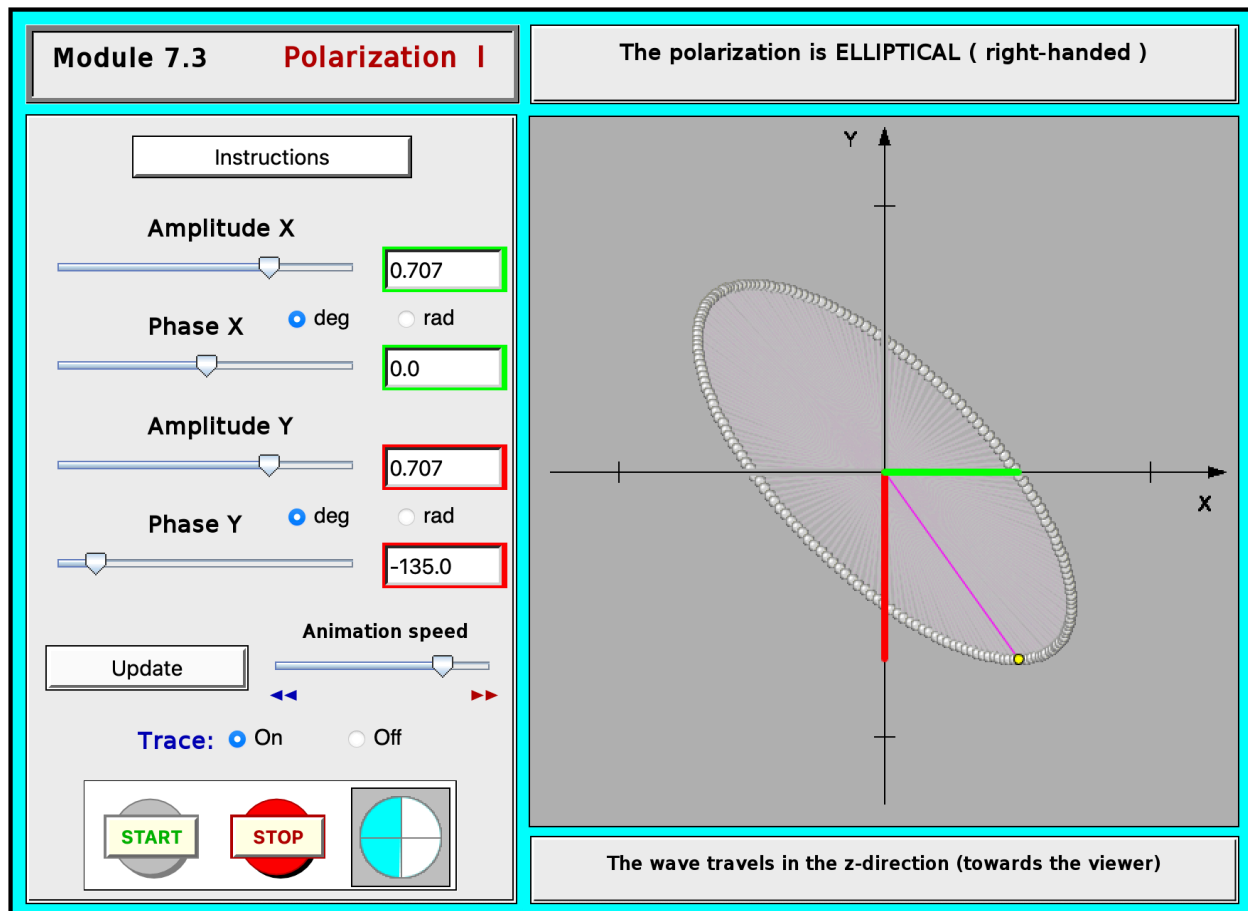 Module 7.3 Polarization I
The polarization is ELLIPTICAL ( right-handed )
Instructions
Amplitude X
0.707
Phase X deg rad
0.0
Amplitude Y
0.707
Phase Y deg rad
-135.0
Animation speed
Update
Trace: On Off
START STOP
Y
X
The wave travels in the z-direction (towards the viewer)